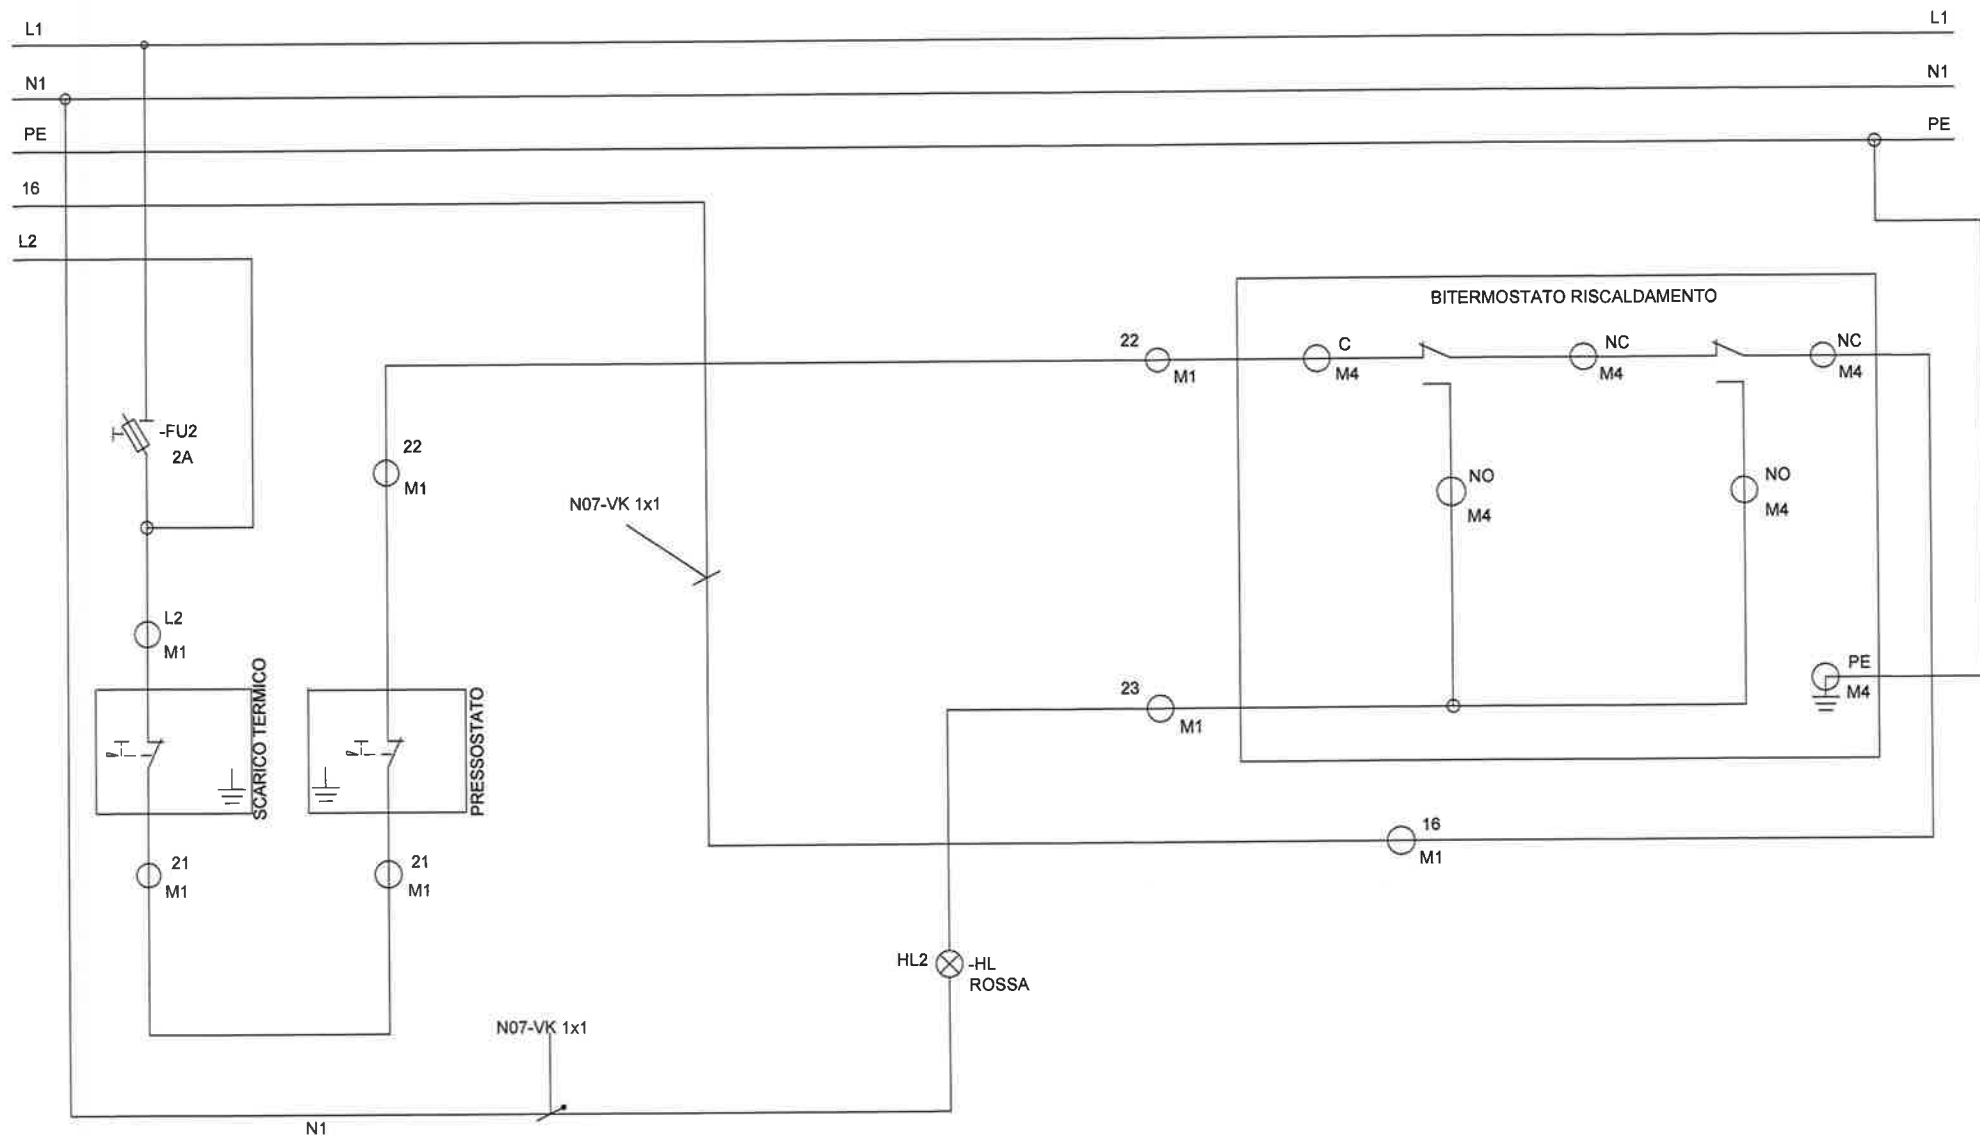 L1
L1
N1
N1
PE
PE
16
L2
BITERMOSTATO RISCALDAMENTO
22
M1
C
M4
NC
M4
NC
M4
-FU2
2A
22
M1
NO
M4
NO
M4
N07-VK 1x1
L2
M1
SCARICO TERMICO
PRESSOSTATO
23
M1
PE
M4
21
M1
21
M1
16
M1
HL2
-HL
ROSSA
N07-VK 1x1
N1